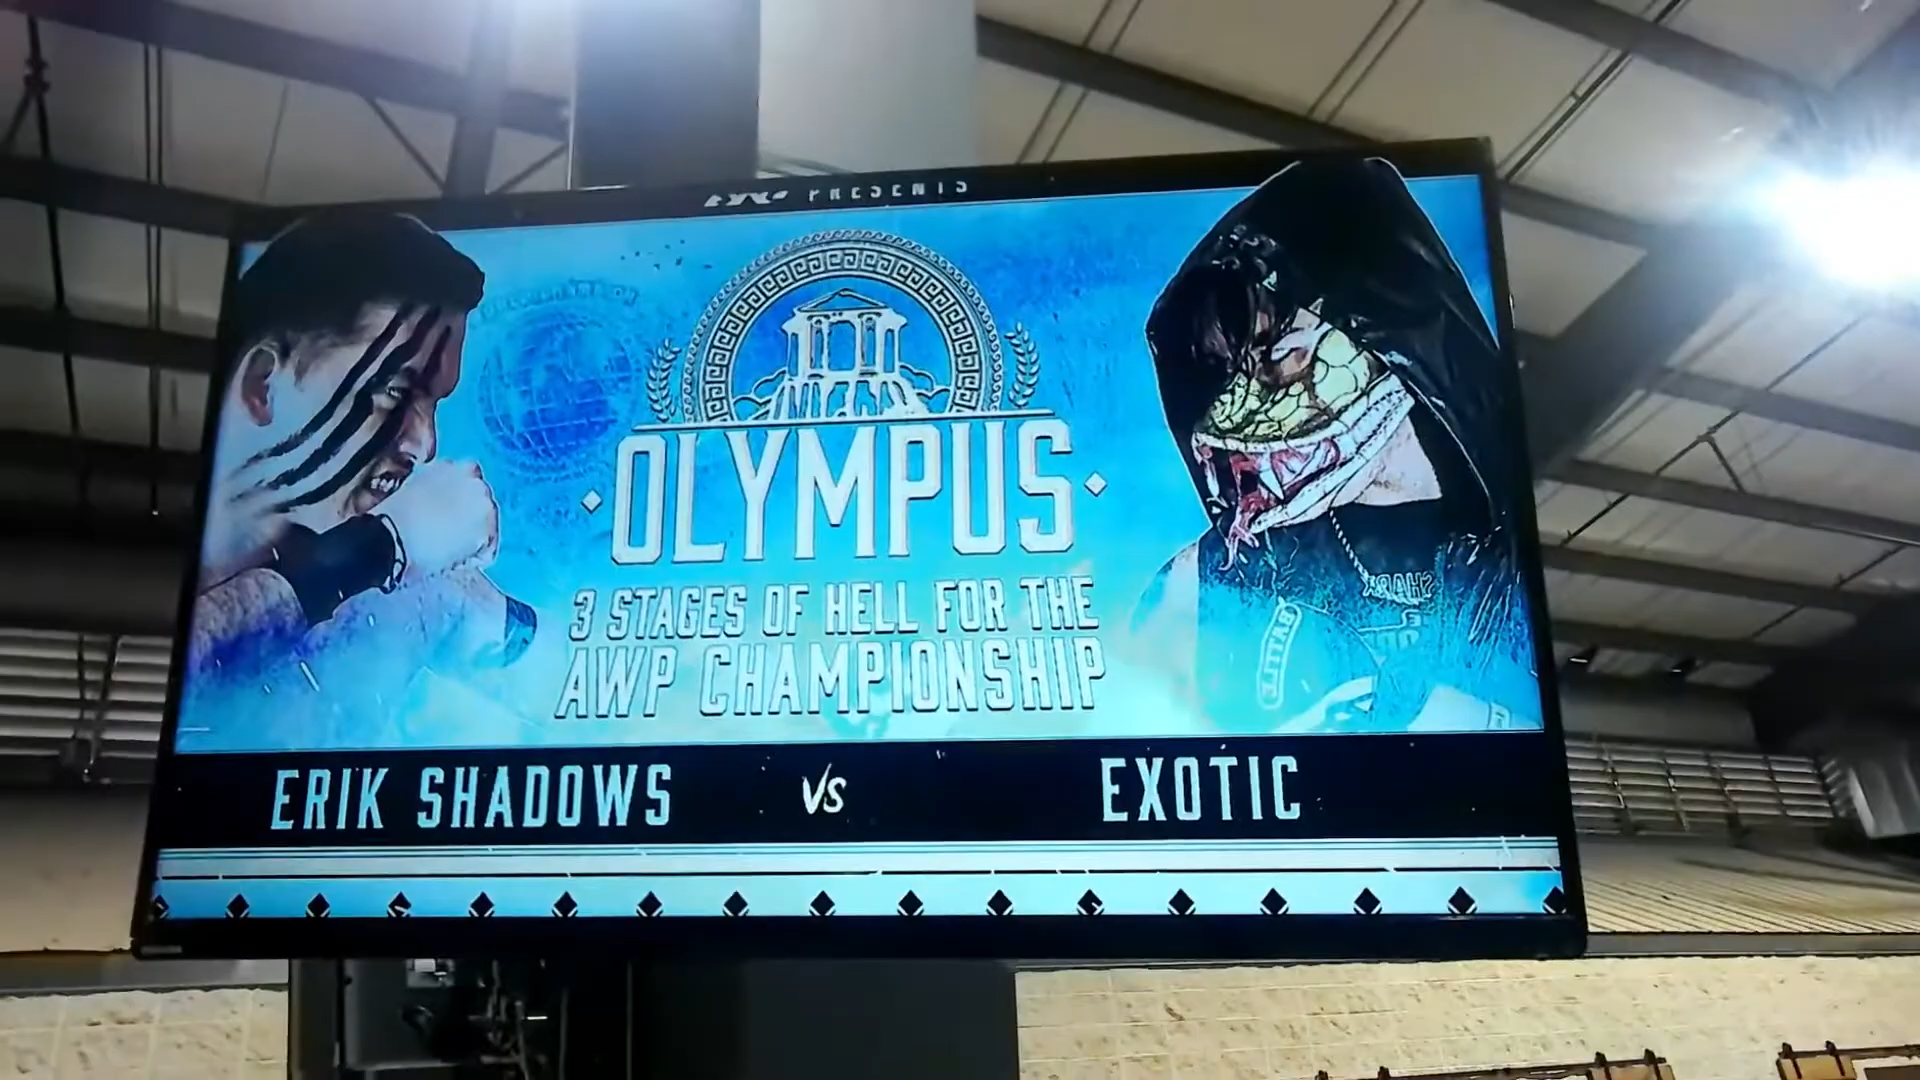 PRESENTS
OLYMPUS
3 STAGES OF HELL FOR THE
AWP CHAMPIONSHIP
ERIK SHADOWS VS EXOTIC